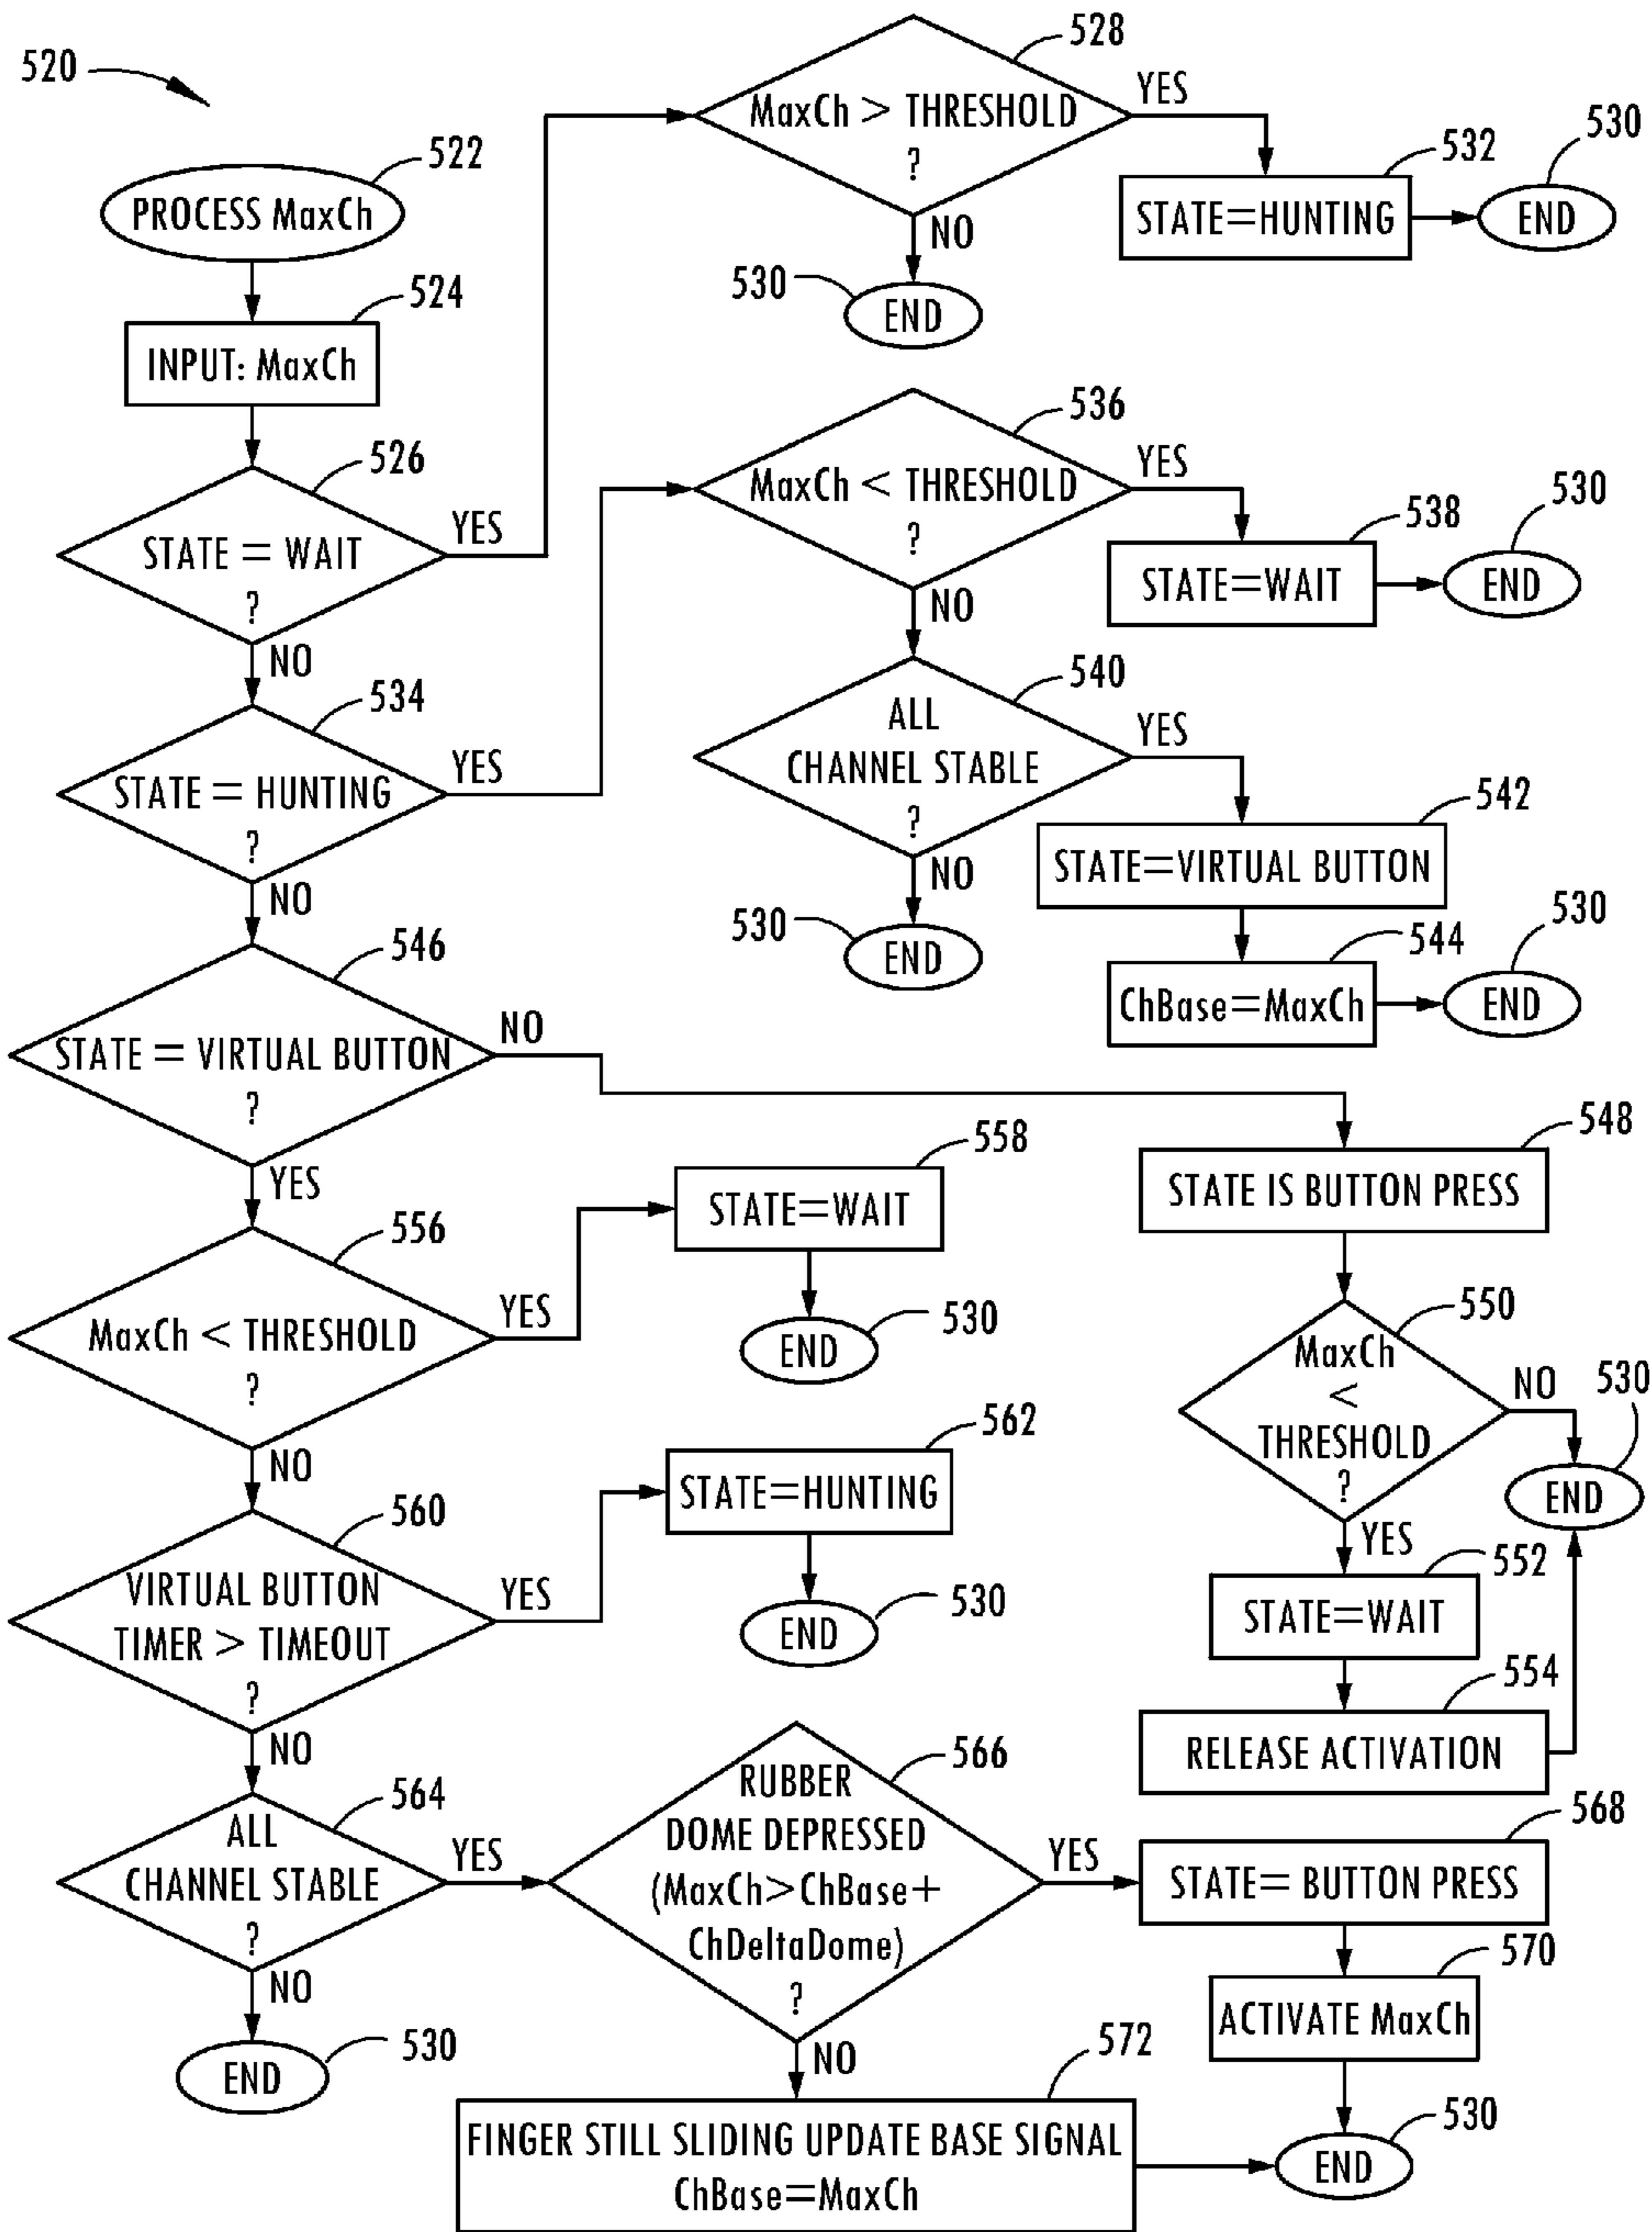 520
522
PROCESS MaxCh
524
INPUT: MaxCh
526
STATE = WAIT
?
YES
NO
528
MaxCh > THRESHOLD
?
YES
NO
530
END
532
STATE=HUNTING
530
END
534
STATE = HUNTING
?
YES
NO
536
MaxCh < THRESHOLD
?
YES
NO
538
STATE=WAIT
530
END
540
ALL
CHANNEL STABLE
?
YES
NO
530
END
542
STATE=VIRTUAL BUTTON
544
ChBase=MaxCh
530
END
546
STATE = VIRTUAL BUTTON
?
NO
YES
548
STATE IS BUTTON PRESS
550
MaxCh
<
THRESHOLD
?
NO
YES
530
END
552
STATE=WAIT
554
RELEASE ACTIVATION
556
MaxCh < THRESHOLD
?
YES
NO
558
STATE=WAIT
530
END
560
VIRTUAL BUTTON
TIMER > TIMEOUT
?
YES
NO
562
STATE=HUNTING
530
END
564
ALL
CHANNEL STABLE
?
YES
NO
530
END
566
RUBBER
DOME DEPRESSED
(MaxCh>ChBase+
ChDeltaDome)
?
YES
NO
568
STATE= BUTTON PRESS
570
ACTIVATE MaxCh
572
FINGER STILL SLIDING UPDATE BASE SIGNAL
ChBase=MaxCh
530
END